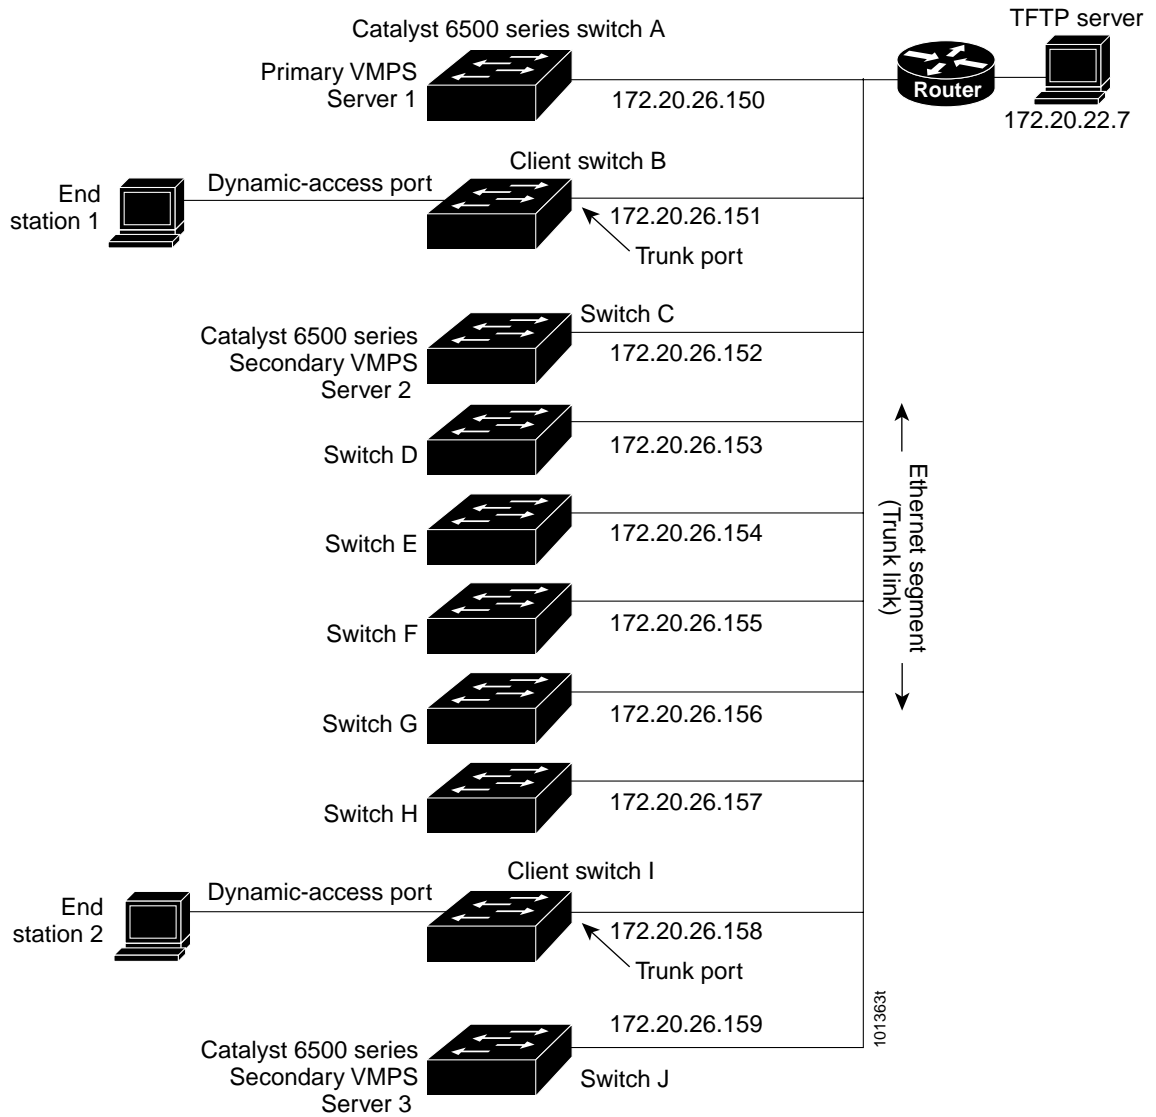 Catalyst 6500 series switch A
TFTP server
Primary VMPS
Server 1
172.20.26.150
Router
172.20.22.7
Client switch B
End
station 1
Dynamic-access port
172.20.26.151
Trunk port
Switch C
Catalyst 6500 series
Secondary VMPS
Server 2
172.20.26.152
Switch D
172.20.26.153
Ethernet segment
(Trunk link)
Switch E
172.20.26.154
Switch F
172.20.26.155
Switch G
172.20.26.156
Switch H
172.20.26.157
Client switch I
End
station 2
Dynamic-access port
172.20.26.158
Trunk port
172.20.26.159
Catalyst 6500 series
Secondary VMPS
Server 3
Switch J
101363t